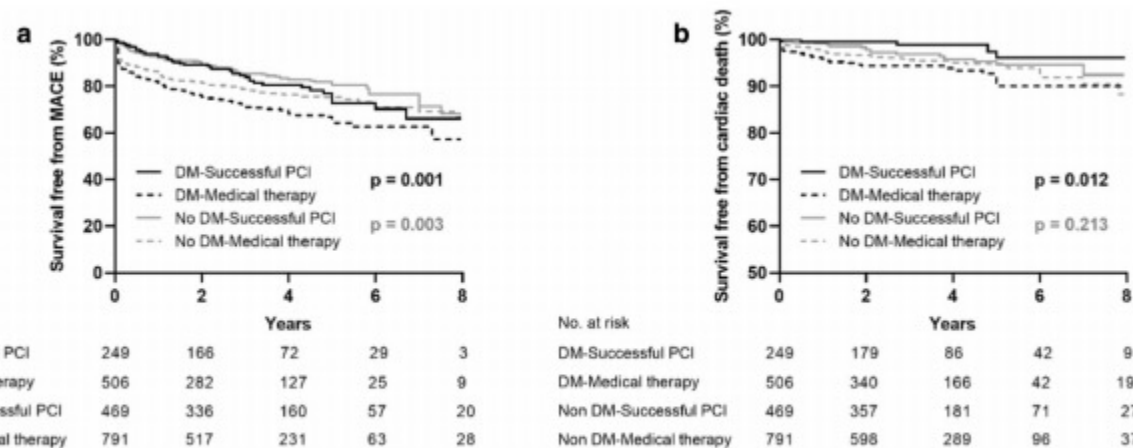 a
Survival free from MACE (%)
100
80
60
40
20
0
DM-Successful PCI
DM-Medical therapy
No DM-Successful PCI
No DM-Medical therapy
p = 0.001
p = 0.003
0 2 4 6 8
Years
PCI 249 166 72 29 3
erapy 506 282 127 25 9
ssful PCI 469 336 160 57 20
ical therapy 791 517 231 63 28
b
Survival free from cardiac death (%)
100
90
80
70
60
50
DM-Successful PCI
DM-Medical therapy
No DM-Successful PCI
No DM-Medical therapy
p = 0.012
p = 0.213
0 2 4 6 8
No. at risk
Years
DM-Successful PCI 249 179 86 42 9
DM-Medical therapy 506 340 166 42 19
Non DM-Successful PCI 469 357 181 71 27
Non DM-Medical therapy 791 598 289 96 37